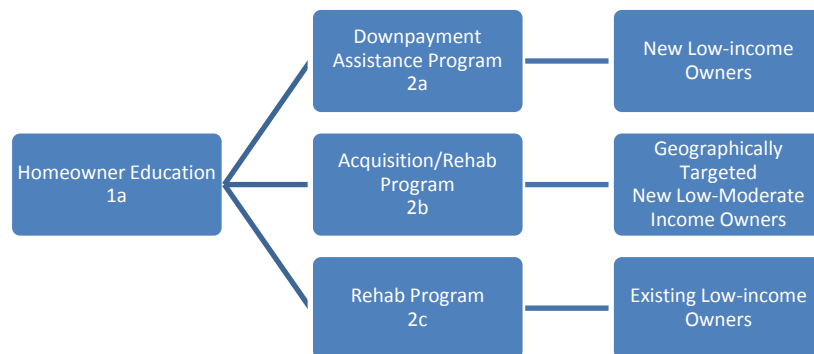 Downpayment
Assistance Program
2a
New Low-income
Owners
Homeowner Education
1a
Acquisition/Rehab
Program
2b
Geographically
Targeted
New Low-Moderate
Income Owners
Rehab Program
2c
Existing Low-income
Owners